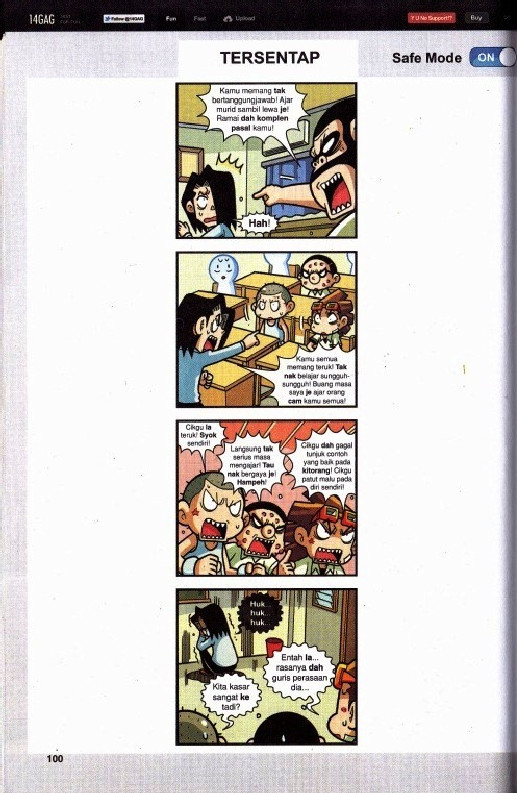 14GAG
Follow @14GAG
Fun
Fast
Upload
Y U No Support!?
Buy
TERSENTAP
Safe Mode
ON
Kamu memang tak
bertanggungjawab! Ajar
murid sambil lewa je!
Ramai dah komplen
pasal kamu!
Hah!
Kamu semua
memang teruk! Tak
nak belajar sungguh-
sungguh! Buang masa
saya je ajar orang
cam kamu semua!
Cikgu la
teruk! Syok
sendiri!
Langsung tak
serius masa
mengajar! Tau
nak bergaya je!
Hampeh!
Cikgu dah gagal
tunjuk contoh
yang baik pada
kitorang! Cikgu
patut malu pada
diri sendiri!
Huk...
huk...
huk...
Entah la...
rasanya dah
guris perasaan
dia....
Kita kasar
sangat ke
tadi?
100